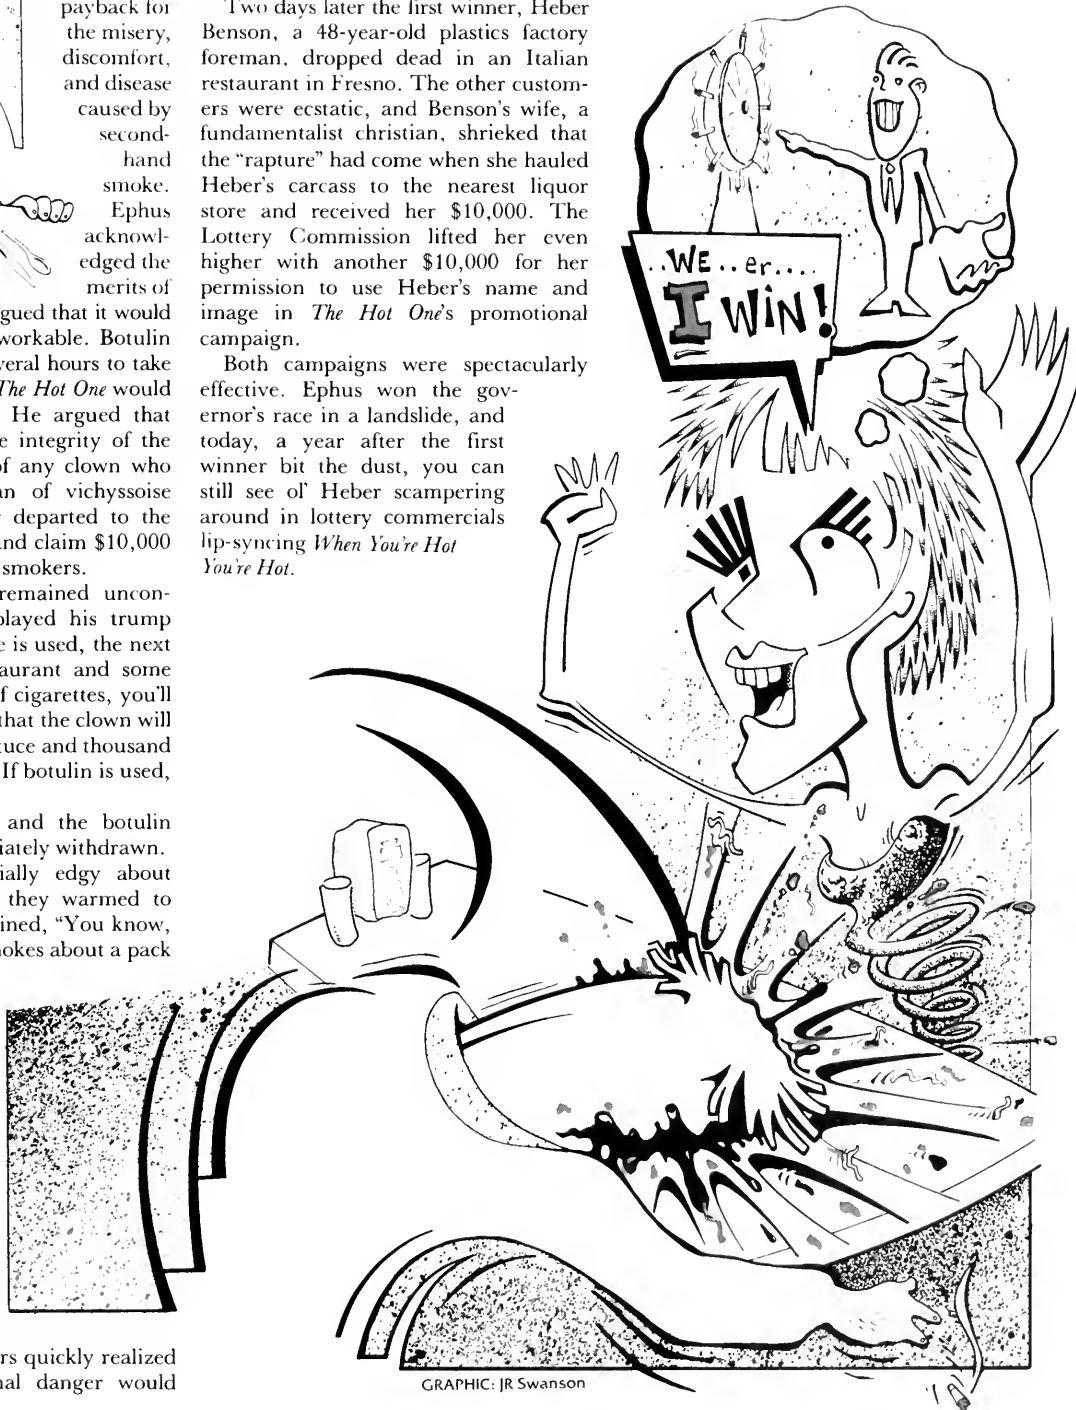 payback for
the misery,
discomfort,
and disease
caused by
second-
hand
smoke.
Ephus
acknowl-
edged the
merits of
gued that it would
workable. Botulin
veral hours to take
The Hot One would
He argued that
e integrity of the
of any clown who
an of vichyssoise
departed to the
and claim $10,000
smokers.
remained uncon-
played his trump
e is used, the next
aurant and some
f cigarettes, you'll
that the clown will
tuce and thousand
If botulin is used,
and the botulin
iately withdrawn.
ially edgy about
they warmed to
ined, "You know,
nokes about a pack
rs quickly realized
nal danger would
Two days later the first winner, Heber
Benson, a 48-year-old plastics factory
foreman, dropped dead in an Italian
restaurant in Fresno. The other custom-
ers were ecstatic, and Benson's wife, a
fundamentalist christian, shrieked that
the "rapture" had come when she hauled
Heber's carcass to the nearest liquor
store and received her $10,000. The
Lottery Commission lifted her even
higher with another $10,000 for her
permission to use Heber's name and
image in The Hot One's promotional
campaign.
Both campaigns were spectacularly
effective. Ephus won the gov-
ernor's race in a landslide, and
today, a year after the first
winner bit the dust, you can
still see ol' Heber scampering
around in lottery commercials
lip-syncing When You're Hot
You're Hot.
..WE..er....
I WiN!
GRAPHIC: JR Swanson